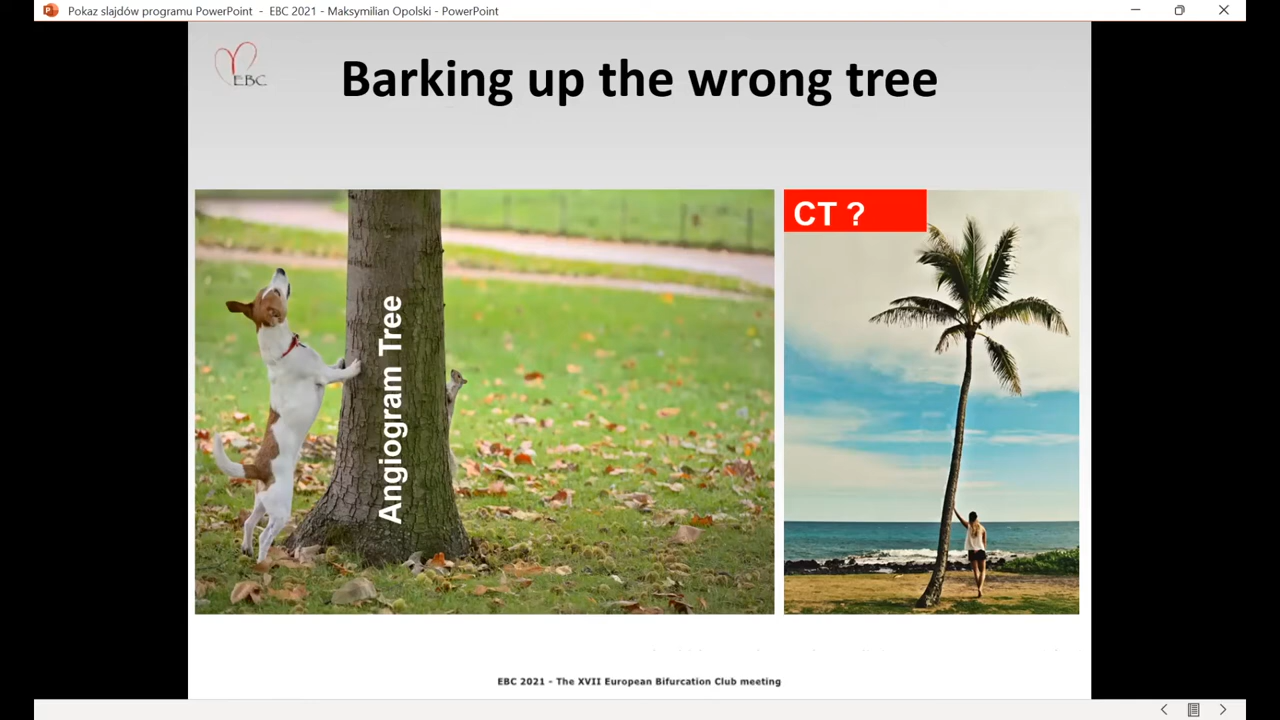 Pokaz slajdów programu PowerPoint - EBC 2021 - Maksymilian Opolski - PowerPoint
EBC
Barking up the wrong tree
Angiogram Tree
CT ?
EBC 2021 - The XVII European Bifurcation Club meeting